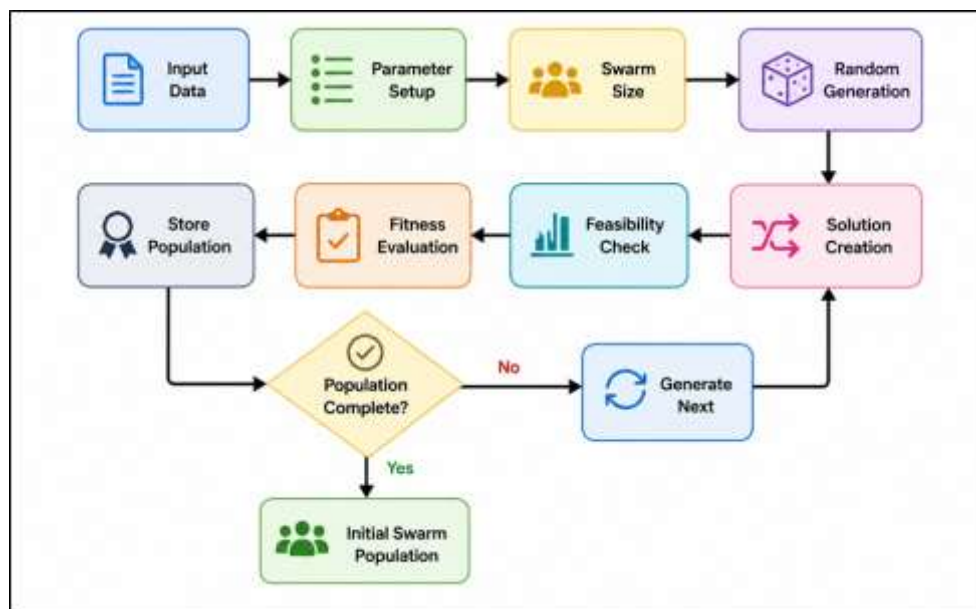 Input
Data
Parameter
Setup
Swarm
Size
Random
Generation
Store
Population
Fitness
Evaluation
Feasibility
Check
Solution
Creation
Population
Complete?
No
Generate
Next
Yes
Initial Swarm
Population